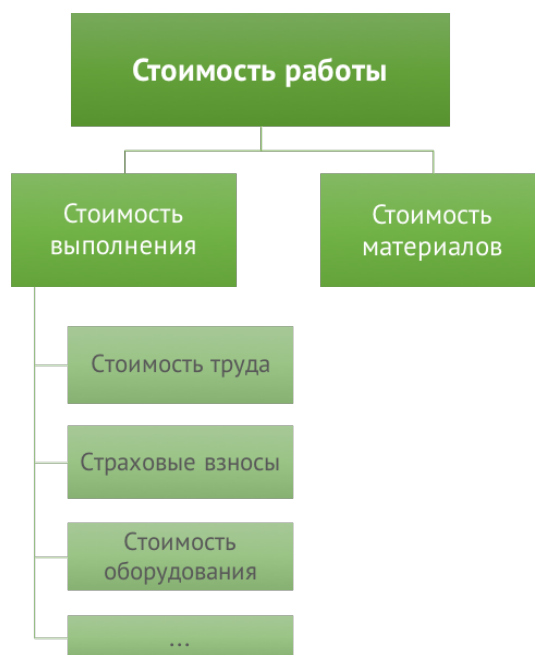 Стоимость работы
Стоимость
выполнения
Стоимость
материалов
Стоимость труда
Страховые взносы
Стоимость
оборудования
...